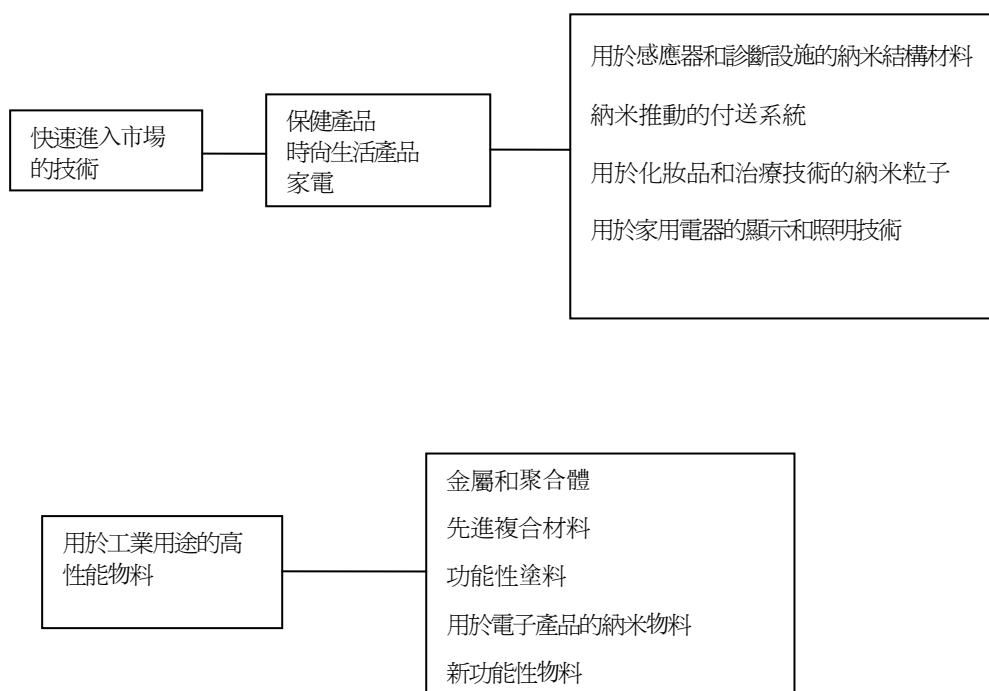 快速進入市場
的技術
保健產品
時尚生活產品
家電
用於感應器和診斷設施的納米結構材料
納米推動的付送系統
用於化妝品和治療技術的納米粒子
用於家用電器的顯示和照明技術
用於工業用途的高
性能物料
金屬和聚合體
先進複合材料
功能性塗料
用於電子產品的納米物料
新功能性物料